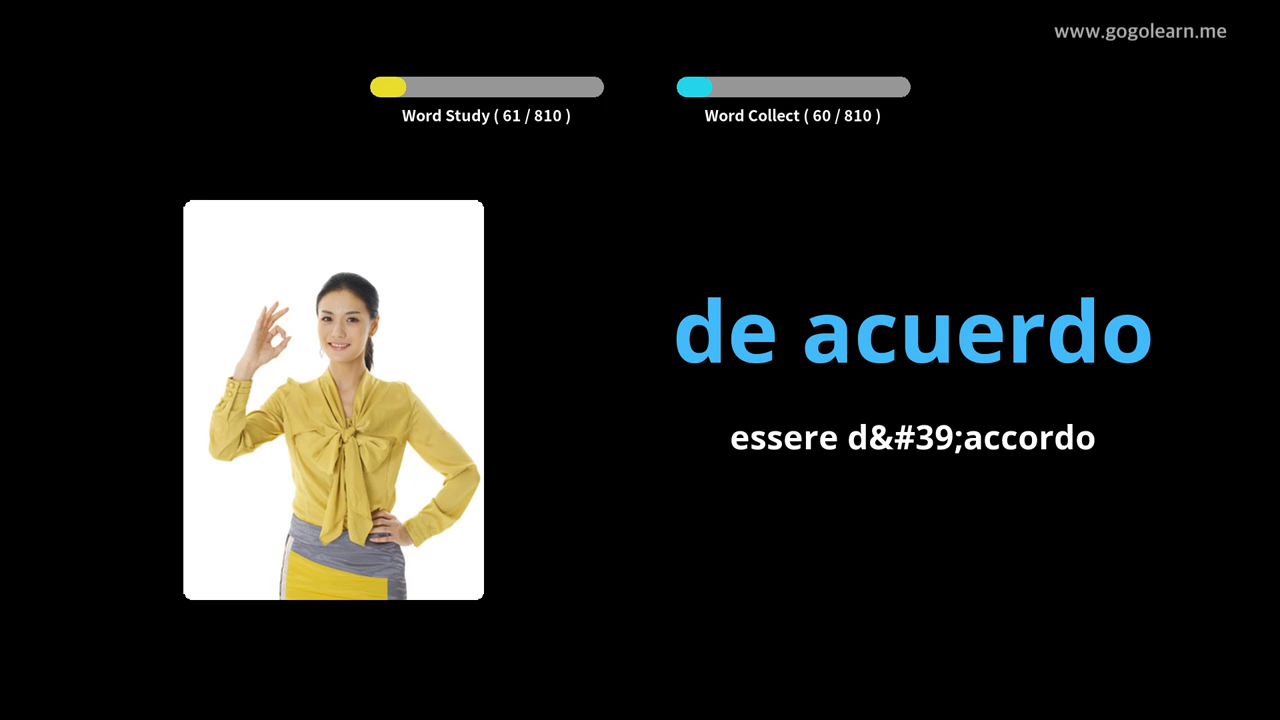 www.gogolearn.me
Word Study ( 61 / 810 )
Word Collect ( 60 / 810 )
de acuerdo
essere d&#39;accordo